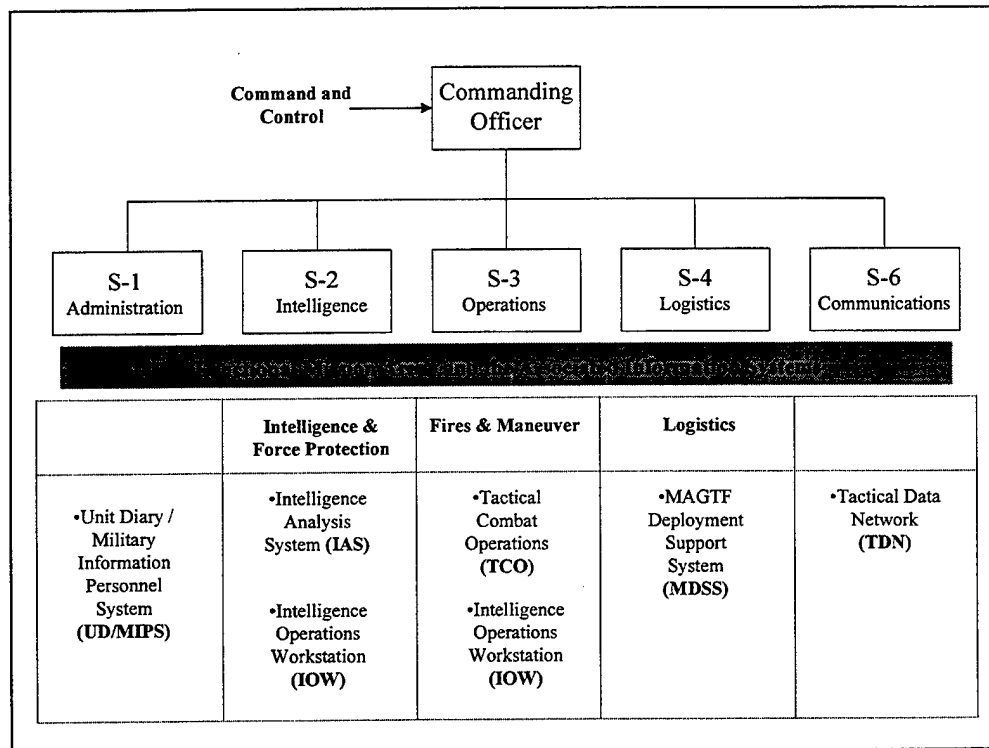 Command and
Control
Commanding
Officer
S-1
Administration
S-2
Intelligence
S-3
Operations
S-4
Logistics
S-6
Communications
Information System
Intelligence &
Force Protection
Fires & Maneuver
Logistics
•Unit Diary /
Military
Information
Personnel
System
(UD/MIPS)
•Intelligence
Analysis
System (IAS)
•Intelligence
Operations
Workstation
(IOW)
•Tactical
Combat
Operations
(TCO)
•Intelligence
Operations
Workstation
(IOW)
•MAGTF
Deployment
Support
System
(MDSS)
•Tactical Data
Network
(TDN)